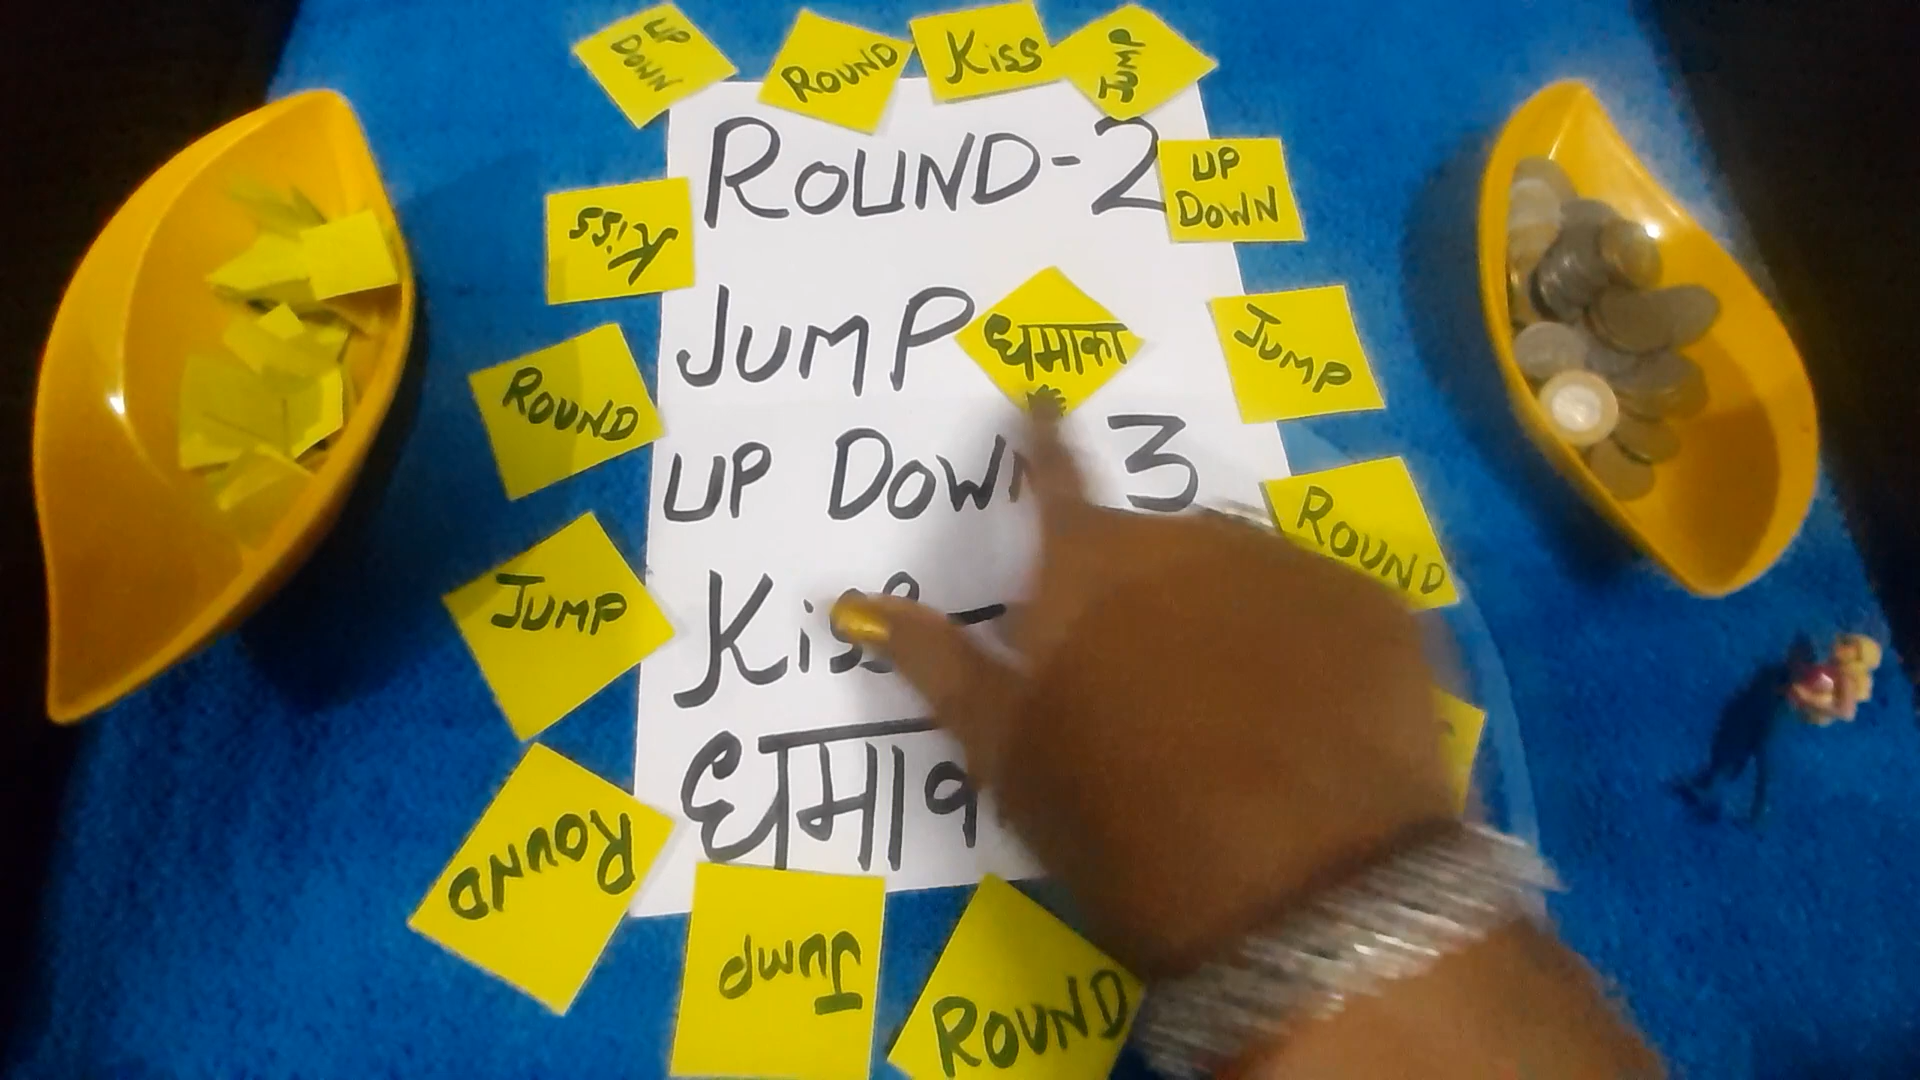 UP
DOWN
ROUND
Kiss
JUMP
ROUND-2
UP
DOWN
Kiss
JUMP
धमाका
JUMP
ROUND
UP DOWN 3
ROUND
JUMP
Kiss -
ROUND
JUMP
ROUND